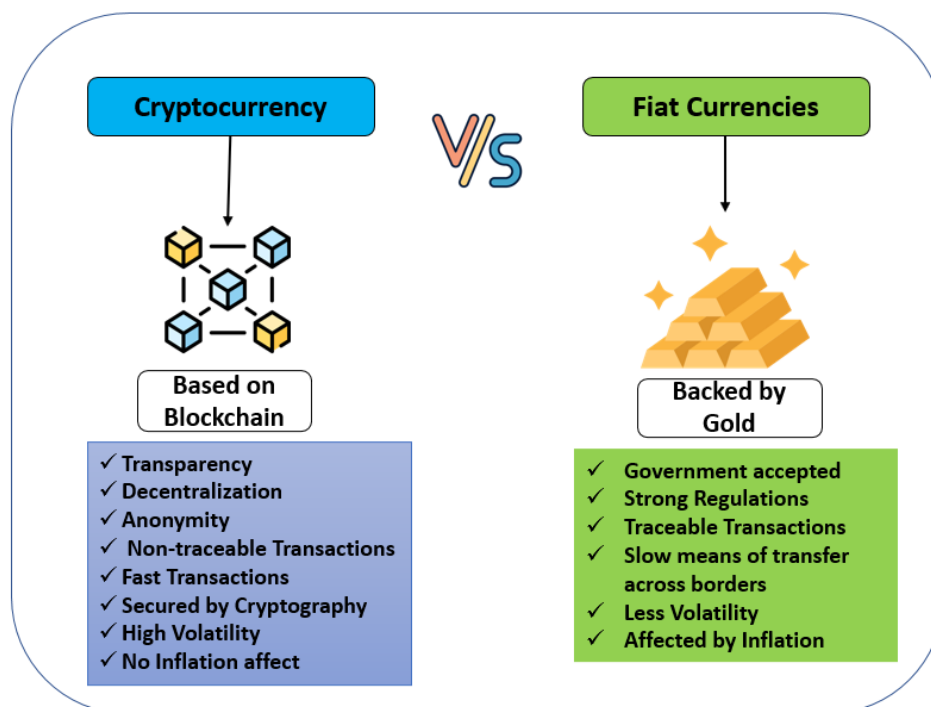 Cryptocurrency
VS
Fiat Currencies
Based on
Blockchain
✓ Transparency
✓ Decentralization
✓ Anonymity
✓ Non-traceable Transactions
✓ Fast Transactions
✓ Secured by Cryptography
✓ High Volatility
✓ No Inflation affect
Backed by
Gold
✓ Government accepted
✓ Strong Regulations
✓ Traceable Transactions
✓ Slow means of transfer
across borders
✓ Less Volatility
✓ Affected by Inflation